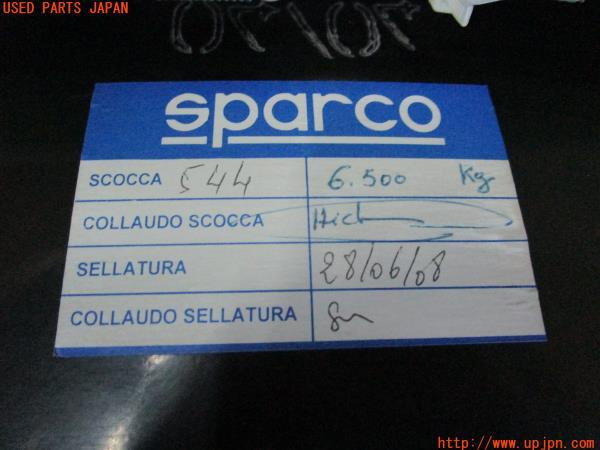 USED PARTS JAPAN
sparco
SCOCCA 544 6.500 Kg
COLLAUDO SCOCCA
SELLATURA 28/06/08
COLLAUDO SELLATURA
http://www.upjpn.com/